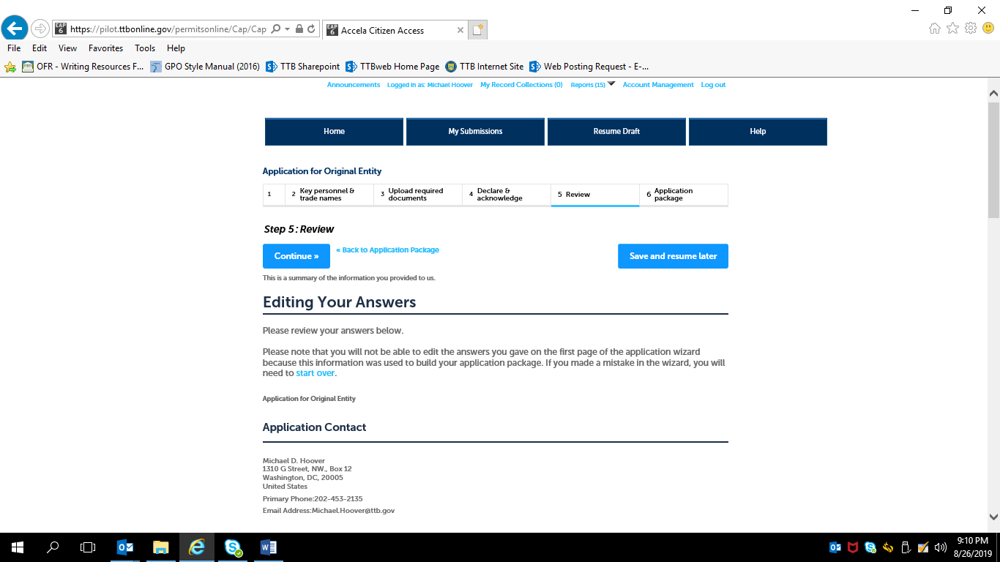 https://pilot.ttbonline.gov/permitsonline/Cap/Cap
EAP 6 Accela Citizen Access
File Edit View Favorites Tools Help
OFR - Writing Resources F... GPO Style Manual (2016) TTB Sharepoint TTBweb Home Page TTB Internet Site Web Posting Request - E-...
Announcements Logged in as: Michael Hoover My Record Collections (0) Reports (15) Account Management Log out
Home My Submissions Resume Draft Help
Application for Original Entity
1 2 Key personnel & trade names 3 Upload required documents 4 Declare & acknowledge 5 Review 6 Application package
Step 5: Review
Continue » « Back to Application Package Save and resume later
This is a summary of the information you provided to us.
Editing Your Answers
Please review your answers below.
Please note that you will not be able to edit the answers you gave on the first page of the application wizard
because this information was used to build your application package. If you made a mistake in the wizard, you will
need to start over.
Application for Original Entity
Application Contact
Michael D. Hoover
1310 G Street, NW., Box 12
Washington, DC, 20005
United States
Primary Phone:202-453-2135
Email Address:Michael.Hoover@ttb.gov
9:10 PM
8/26/2019